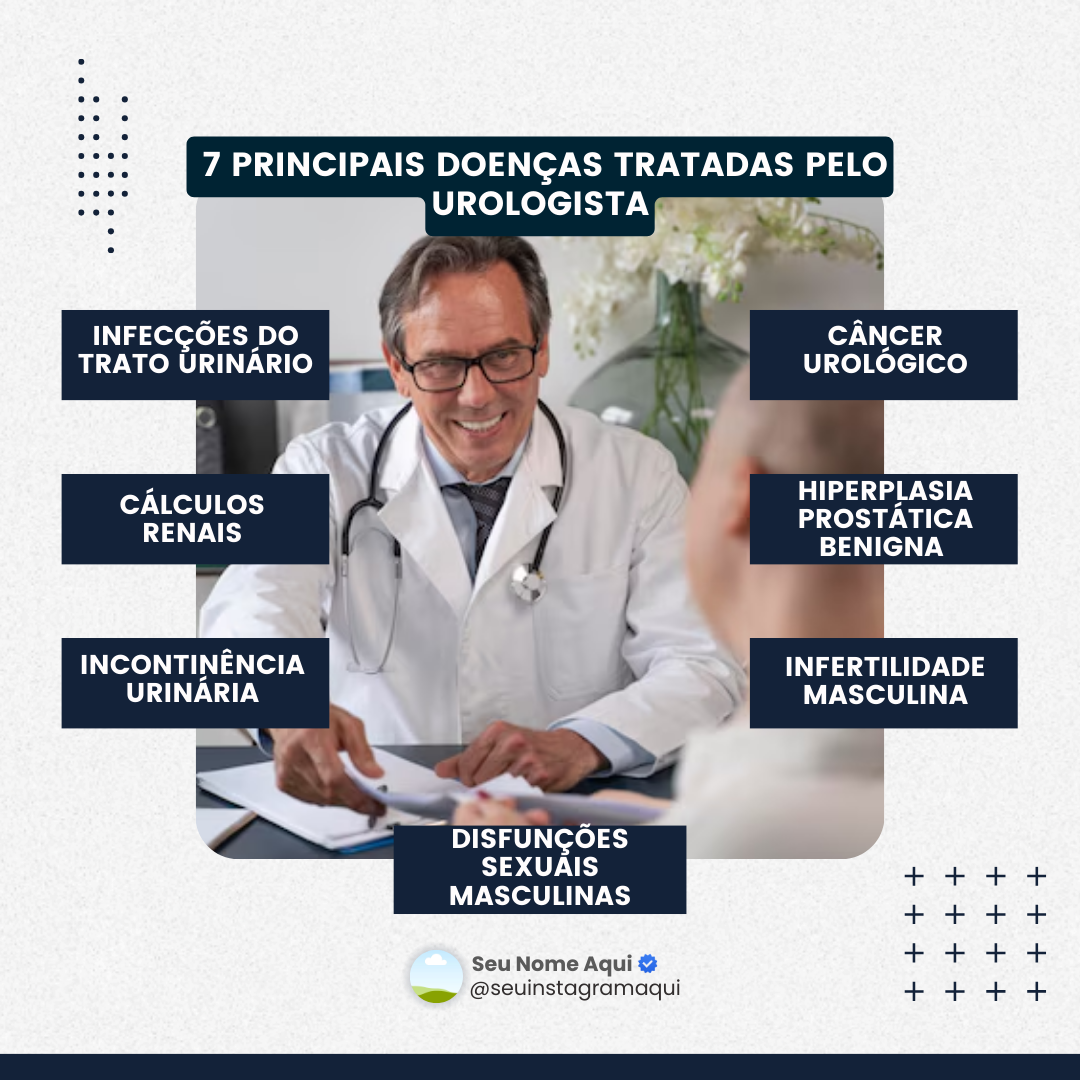 7 PRINCIPAIS DOENÇAS TRATADAS PELO
UROLOGISTA
INFECÇÕES DO
TRATO URINÁRIO
CÂNCER
UROLÓGICO
CÁLCULOS
RENAIS
HIPERPLASIA
PROSTÁTICA
BENIGNA
INCONTINÊNCIA
URINÁRIA
INFERTILIDADE
MASCULINA
DISFUNÇÕES
SEXUAIS
MASCULINAS
Seu Nome Aqui
@seuinstagramaqui